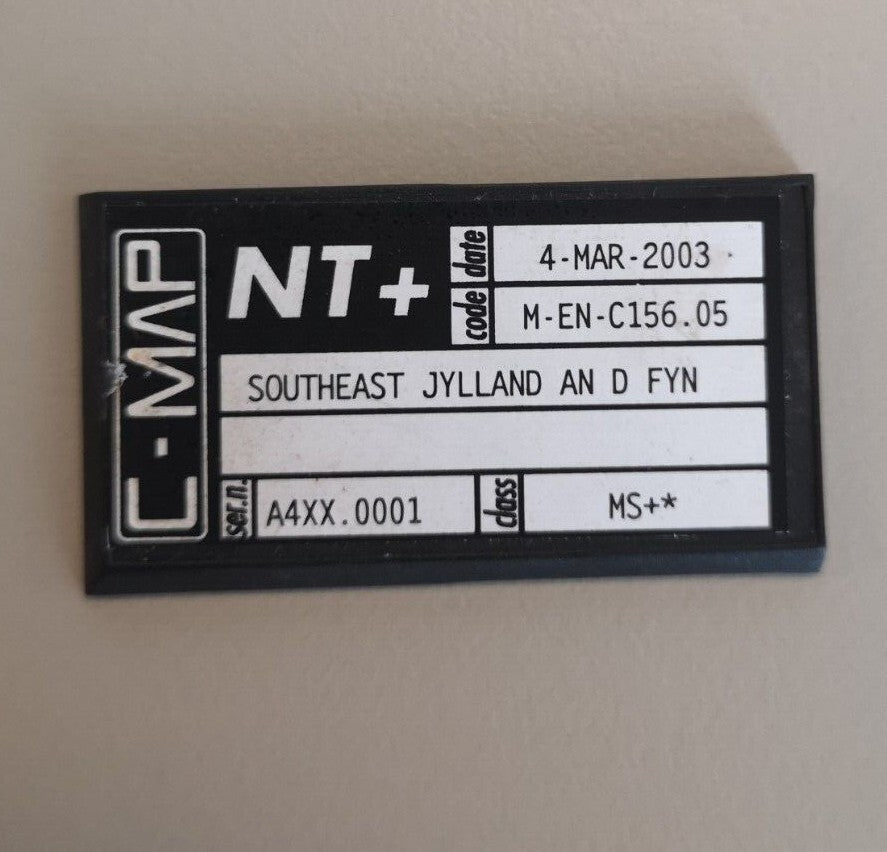 C-MAP
NT+
date 4-MAR-2003
code M-EN-C156.05
SOUTHEAST JYLLAND AN D FYN
ser.n. A4XX.0001 class MS+*